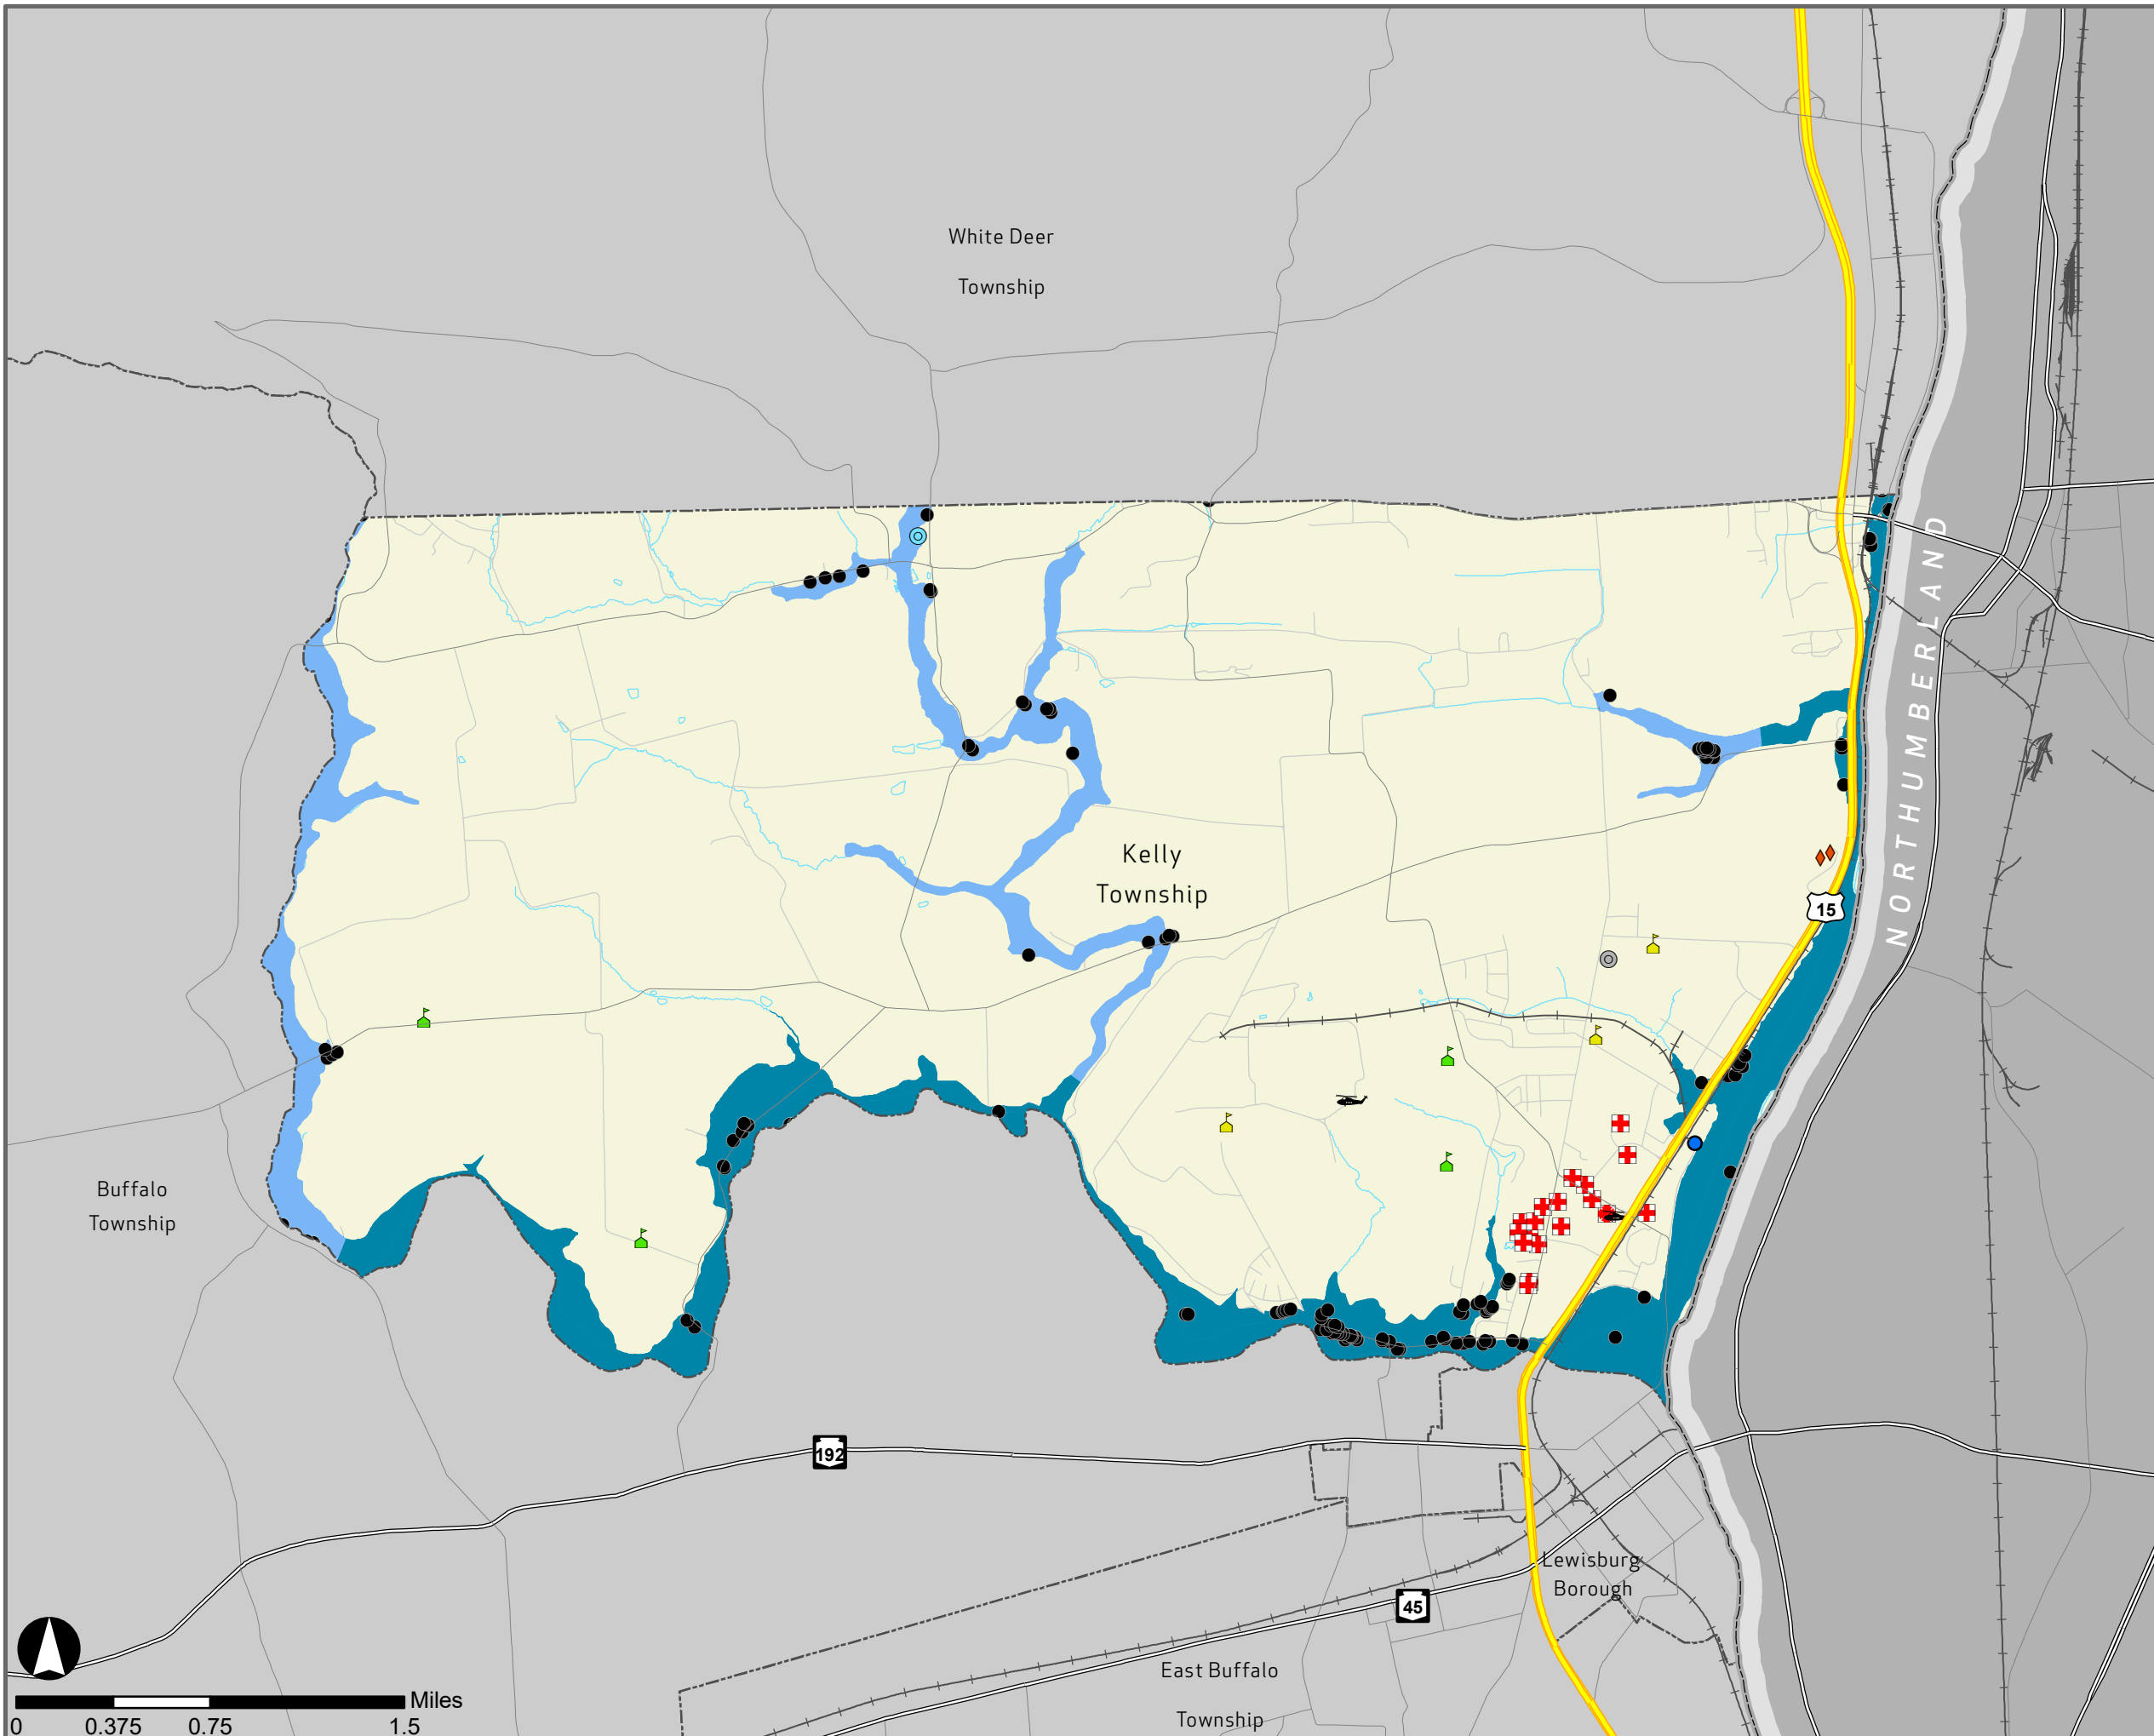 White Deer
Township
NORTHUMBERLAND
Kelly
Township
15
Buffalo
Township
192
Lewisburg
Borough
45
East Buffalo
Township
Miles
0 0.375 0.75 1.5